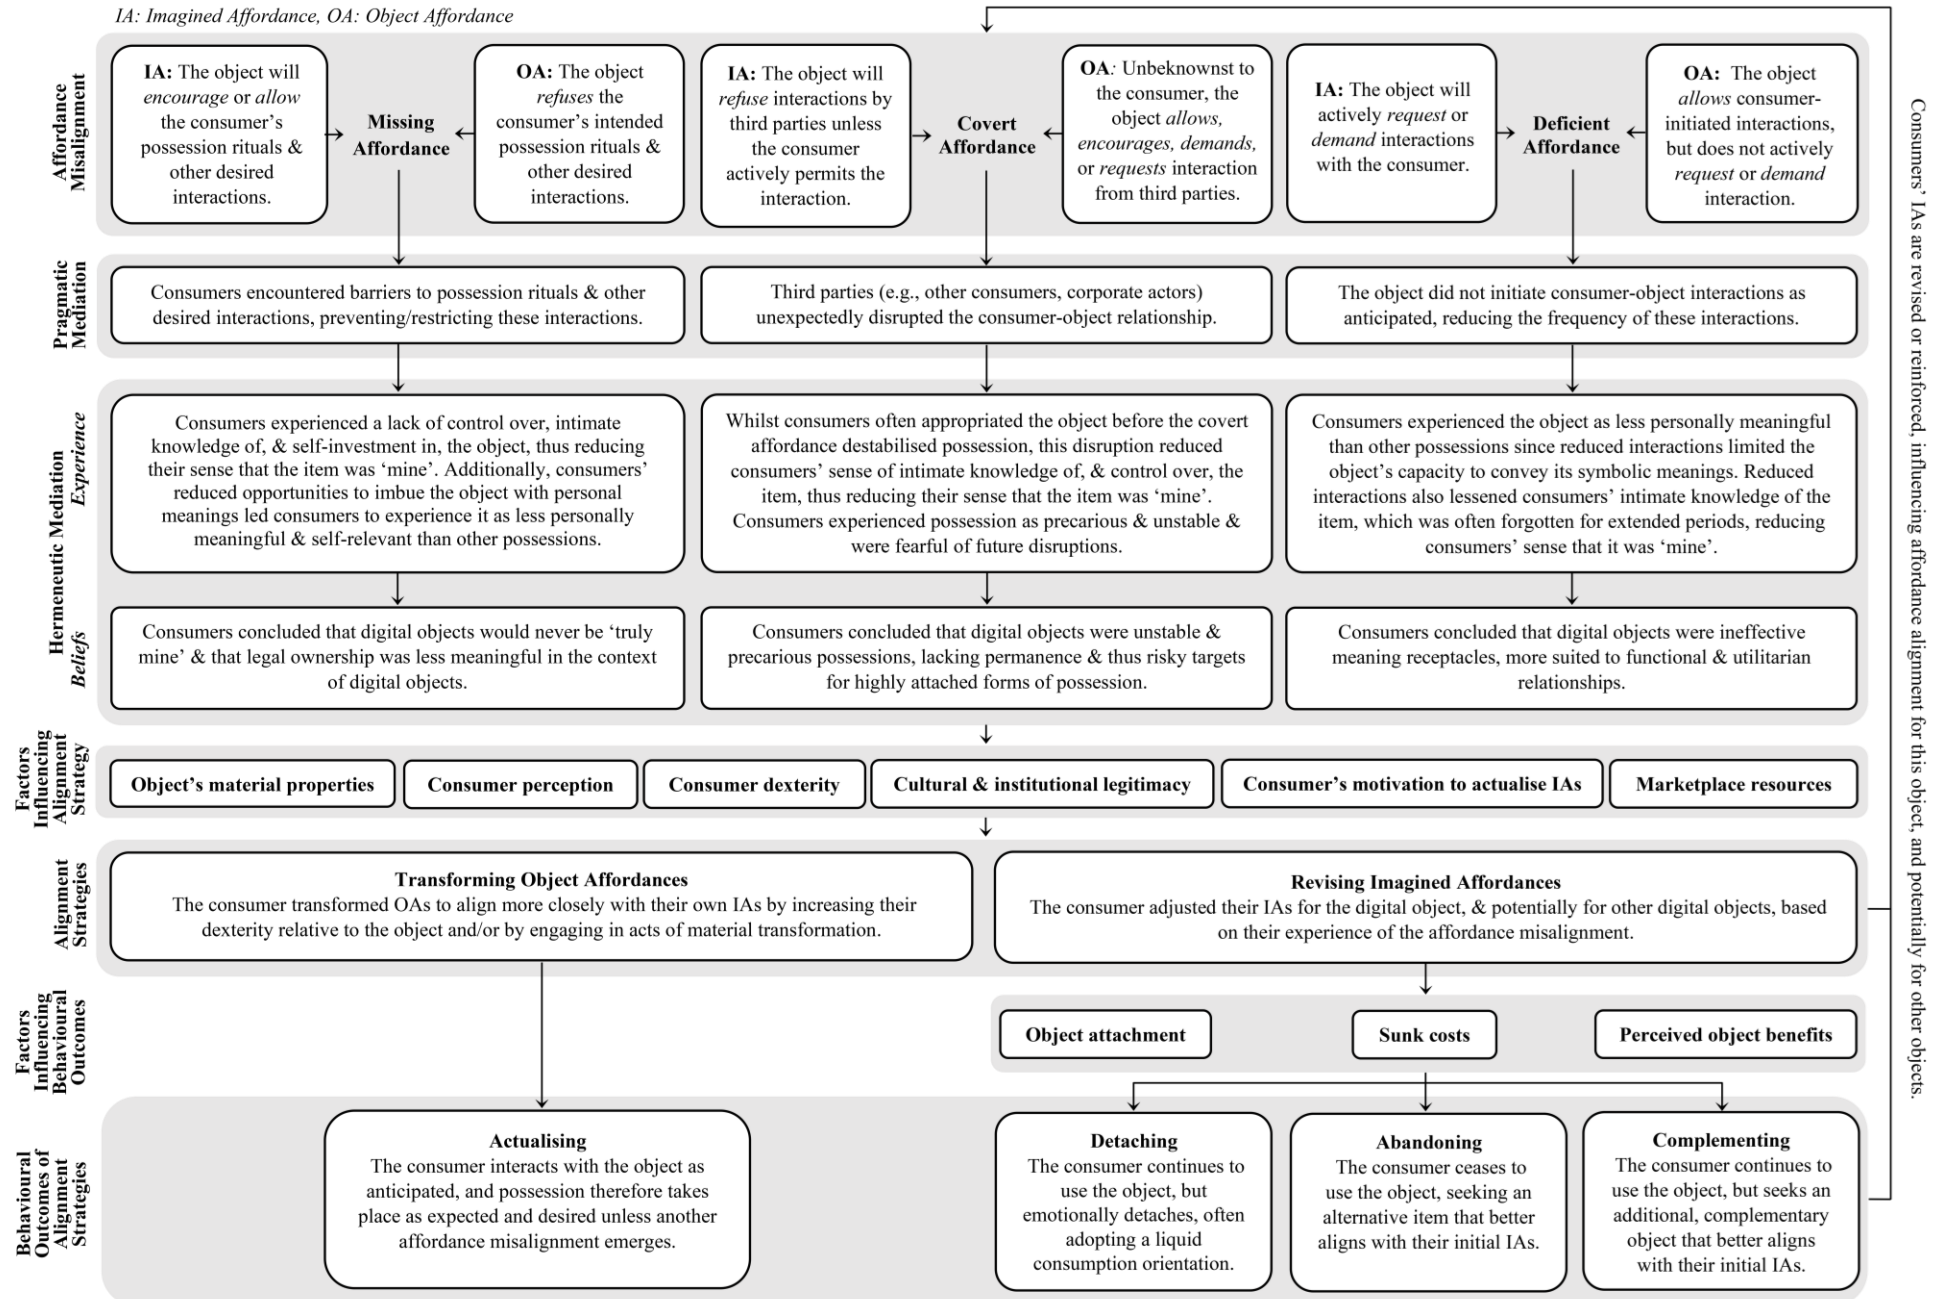 IA: Imagined Affordance, OA: Object Affordance
Affordance
Misalignment
IA: The object will
encourage or allow
the consumer's
possession rituals &
other desired
interactions.
Missing
Affordance
OA: The object
refuses the
consumer's intended
possession rituals &
other desired
interactions.
IA: The object will
refuse interactions by
third parties unless
the consumer
actively permits the
interaction.
Covert
Affordance
OA: Unbeknownst to
the consumer, the
object allows,
encourages, demands,
or requests interaction
from third parties.
IA: The object will
actively request or
demand interactions
with the consumer.
Deficient
Affordance
OA: The object
allows consumer-
initiated interactions,
but does not actively
request or demand
interaction.
Pragmatic
Mediation
Consumers encountered barriers to possession rituals & other
desired interactions, preventing/restricting these interactions.
Third parties (e.g., other consumers, corporate actors)
unexpectedly disrupted the consumer-object relationship.
The object did not initiate consumer-object interactions as
anticipated, reducing the frequency of these interactions.
Hermeneutic Mediation
Experience
Consumers experienced a lack of control over, intimate
knowledge of, & self-investment in, the object, thus reducing
their sense that the item was ‘mine’. Additionally, consumers’
reduced opportunities to imbue the object with personal
meanings led consumers to experience it as less personally
meaningful & self-relevant than other possessions.
Whilst consumers often appropriated the object before the covert
affordance destabilised possession, this disruption reduced
consumers’ sense of intimate knowledge of, & control over, the
item, thus reducing their sense that the item was ‘mine’.
Consumers experienced possession as precarious & unstable &
were fearful of future disruptions.
Consumers experienced the object as less personally meaningful
than other possessions since reduced interactions limited the
object’s capacity to convey its symbolic meanings. Reduced
interactions also lessened consumers’ intimate knowledge of the
item, which was often forgotten for extended periods, reducing
consumers’ sense that it was ‘mine’.
Beliefs
Consumers concluded that digital objects would never be ‘truly
mine’ & that legal ownership was less meaningful in the context
of digital objects.
Consumers concluded that digital objects were unstable &
precarious possessions, lacking permanence & thus risky targets
for highly attached forms of possession.
Consumers concluded that digital objects were ineffective
meaning receptacles, more suited to functional & utilitarian
relationships.
Factors
Influencing
Alignment
Strategy
Object’s material properties
Consumer perception
Consumer dexterity
Cultural & institutional legitimacy
Consumer’s motivation to actualise IAs
Marketplace resources
Alignment
Strategies
Transforming Object Affordances
The consumer transformed OAs to align more closely with their own IAs by increasing their
dexterity relative to the object and/or by engaging in acts of material transformation.
Revising Imagined Affordances
The consumer adjusted their IAs for the digital object, & potentially for other digital objects, based
on their experience of the affordance misalignment.
Factors
Influencing
Behavioural
Outcomes
Object attachment
Sunk costs
Perceived object benefits
Behavioural
Outcomes of
Alignment
Strategies
Actualising
The consumer interacts with the object as
anticipated, and possession therefore takes
place as expected and desired unless another
affordance misalignment emerges.
Detaching
The consumer continues to
use the object, but
emotionally detaches, often
adopting a liquid
consumption orientation.
Abandoning
The consumer ceases to
use the object, seeking an
alternative item that better
aligns with their initial IAs.
Complementing
The consumer continues to
use the object, but seeks an
additional, complementary
object that better aligns
with their initial IAs.
Consumers’ IAs are revised or reinforced, influencing affordance alignment for this object, and potentially for other objects.